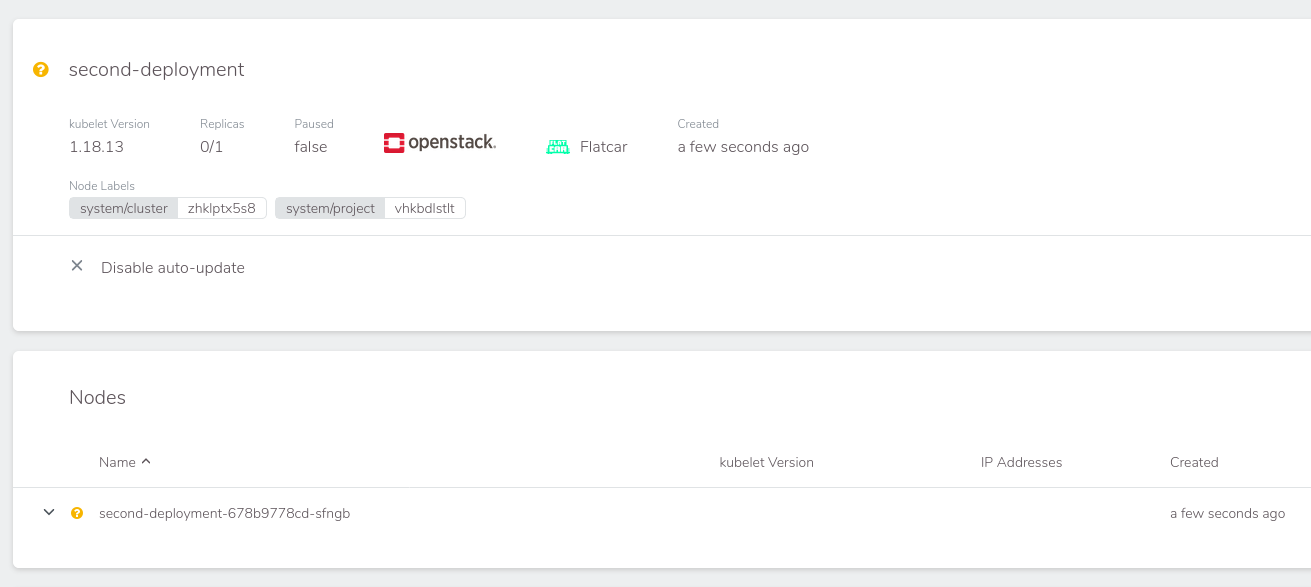 second-deployment
kubelet Version Replicas Paused Created
1.18.13 0/1 false openstack. Flatcar a few seconds ago
Node Labels
system/cluster zhklptx5s8 system/project vhkbdlstlt
Disable auto-update
Nodes
Name kubelet Version IP Addresses Created
second-deployment-678b9778cd-sfngb a few seconds ago